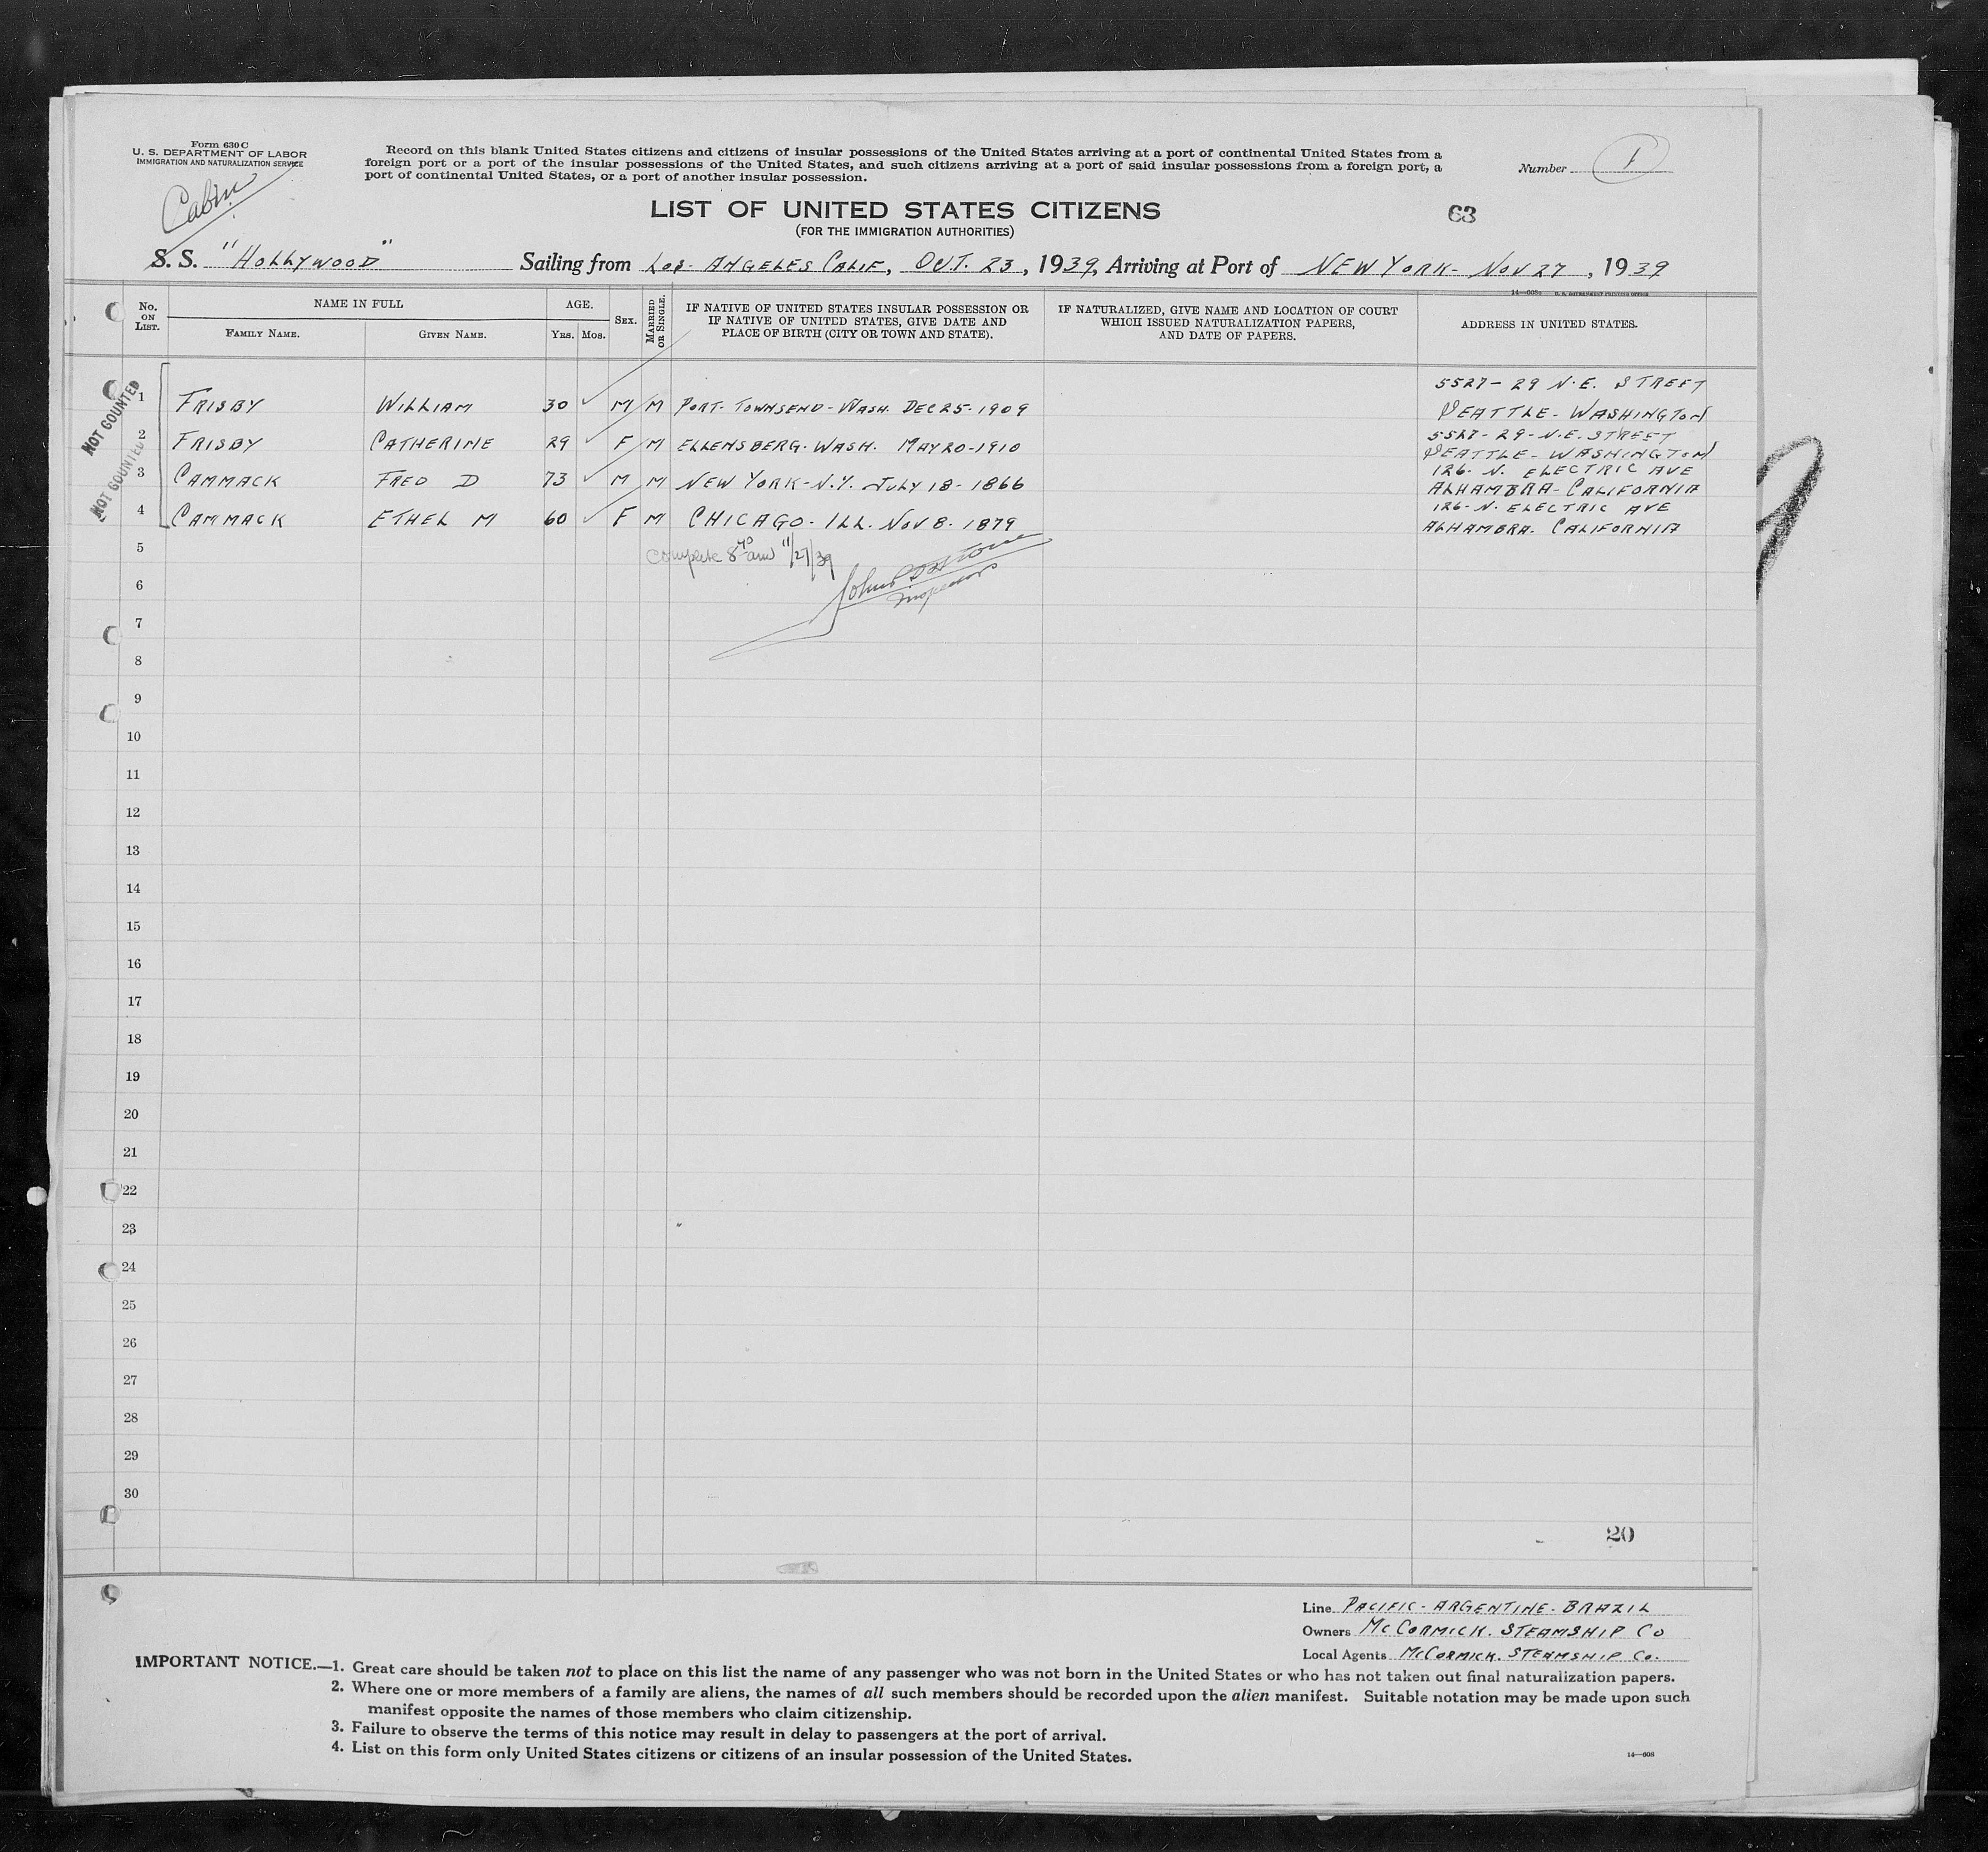 Form 630 C
U. S. DEPARTMENT OF LABOR
IMMIGRATION AND NATURALIZATION SERVICE
Cabin
Record on this blank United States citizens and citizens of insular possessions of the United States arriving at a port of continental United States from a
foreign port or a port of the insular possessions of the United States, and such citizens arriving at a port of said insular possessions from a foreign port, a
port of continental United States, or a port of another insular possession.
Number 1
LIST OF UNITED STATES CITIZENS
63
(FOR THE IMMIGRATION AUTHORITIES)
S. S. "HOLLYWOOD" Sailing from LOS. ANGELES CALIF, OCT. 23, 1939, Arriving at Port of NEW YORK- NOV 27, 1939
14—608c U. S. GOVERNMENT PRINTING OFFICE
No. ON LIST.
NAME IN FULL
FAMILY NAME.
GIVEN NAME.
AGE.
YRS. MOS.
SEX.
MARRIED OR SINGLE.
IF NATIVE OF UNITED STATES INSULAR POSSESSION OR
IF NATIVE OF UNITED STATES, GIVE DATE AND
PLACE OF BIRTH (CITY OR TOWN AND STATE).
IF NATURALIZED, GIVE NAME AND LOCATION OF COURT
WHICH ISSUED NATURALIZATION PAPERS,
AND DATE OF PAPERS.
ADDRESS IN UNITED STATES.
NOT COUNTED
NOT COUNTED
5527- 29 N.E. STREET
1 FRISBY WILLIAM 30 M M PORT. TOWNSEND-WASH. DEC 25-1909 SEATTLE- WASHINGTON
5527- 29-N.E. STREET
2 FRISBY CATHERINE 29 F M ELLENSBERG. WASH. MAY 20-1910 SEATTLE- WASHINGTON
126- N. ELECTRIC AVE
3 CAMMACK FRED D 73 M M NEW YORK-N.Y. JULY 18- 1866 ALHAMBRA- CALIFORNIA
126-N. ELECTRIC AVE
4 CAMMACK ETHEL M 60 F M CHICAGO. ILL. NOV 8. 1879 ALHAMBRA. CALIFORNIA
5 Complete 8 am 11/27/39
Inspector
6
7
8
9
10
11
12
13
14
15
16
17
18
19
20
21
22
23
24
25
26
27
28
29
30
20
Line PACIFIC-ARGENTINE-BRAZIL
Owners MCCORMICK. STEAMSHIP CO
Local Agents MCCORMICK. STEAMSHIP CO.
IMPORTANT NOTICE.—1. Great care should be taken not to place on this list the name of any passenger who was not born in the United States or who has not taken out final naturalization papers.
2. Where one or more members of a family are aliens, the names of all such members should be recorded upon the alien manifest. Suitable notation may be made upon such
manifest opposite the names of those members who claim citizenship.
3. Failure to observe the terms of this notice may result in delay to passengers at the port of arrival.
4. List on this form only United States citizens or citizens of an insular possession of the United States.
14—608